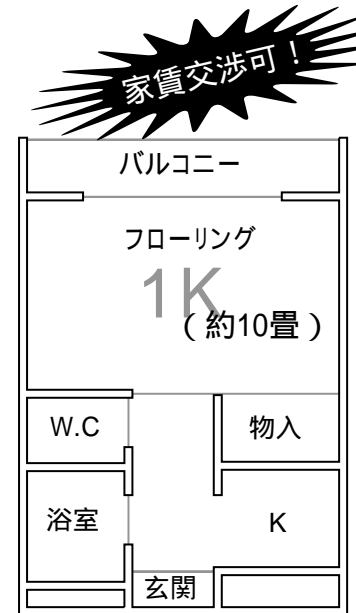 家賃交渉可！
バルコニー
フローリング
1K
（約10畳）
W.C
物入
浴室
K
玄関